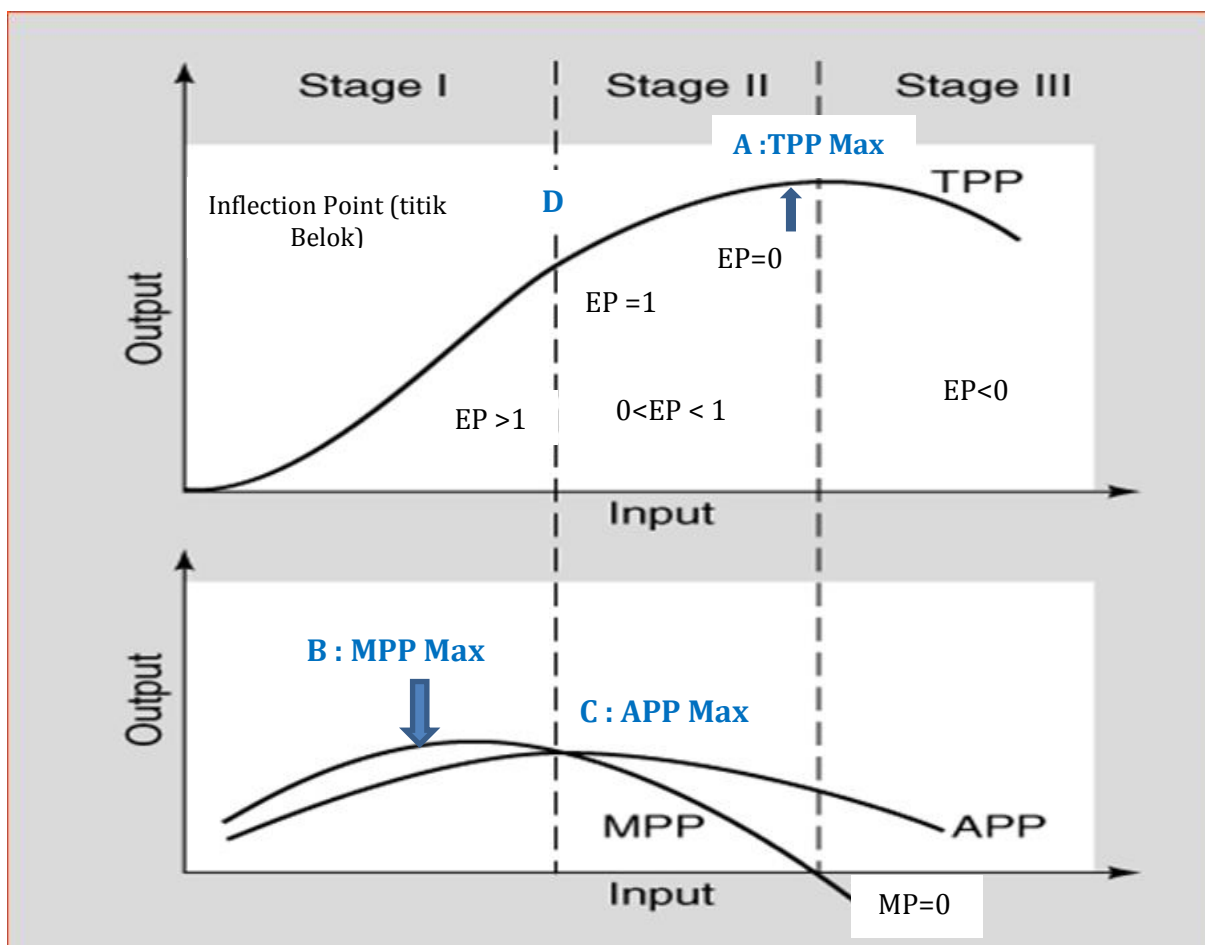 Stage I
Stage II
Stage III
A :TPP Max
TPP
Inflection Point (titik
Belok)
D
EP=0
EP =1
Output
EP >1
0<EP < 1
EP<0
Input
B : MPP Max
C : APP Max
Output
MPP
APP
Input
MP=0